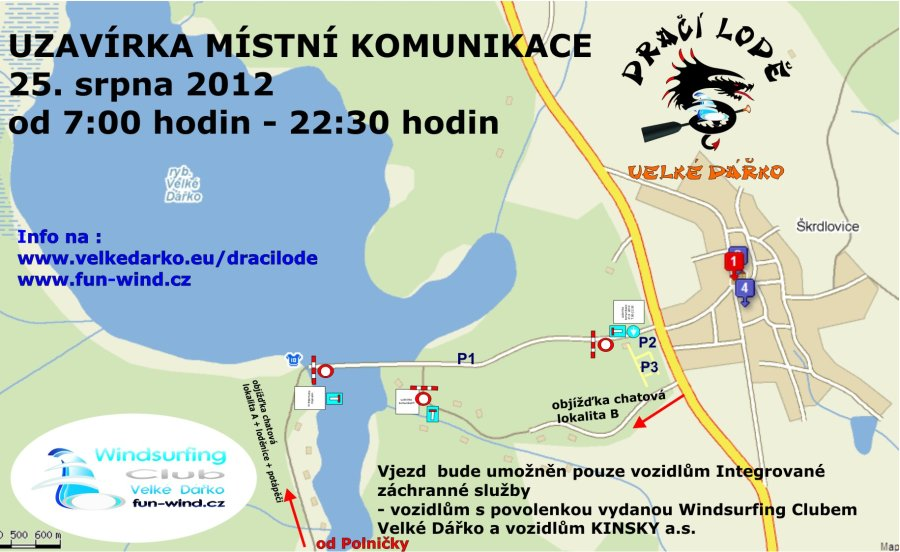 UZAVÍRKA MÍSTNÍ KOMUNIKACE
25. srpna 2012
od 7:00 hodin - 22:30 hodin
DRAČÍ LODĚ
VELKÉ DÁŘKO
ryb.
Velké
Dářko
Info na :
www.velkedarko.eu/dracilode
www.fun-wind.cz
Škrdlovice
1
4
P1
P2
P3
objížďka chatová
lokalita B
objížďka chatová
lokalita A + loděnice + potápěči
Windsurfing
Club
Velké Dářko
fun-wind.cz
Vjezd bude umožněn pouze vozidlům Integrované
záchranné služby
- vozidlům s povolenkou vydanou Windsurfing Clubem
Velké Dářko a vozidlům KINSKY a.s.
od Polničky
0 500 600 m
Map